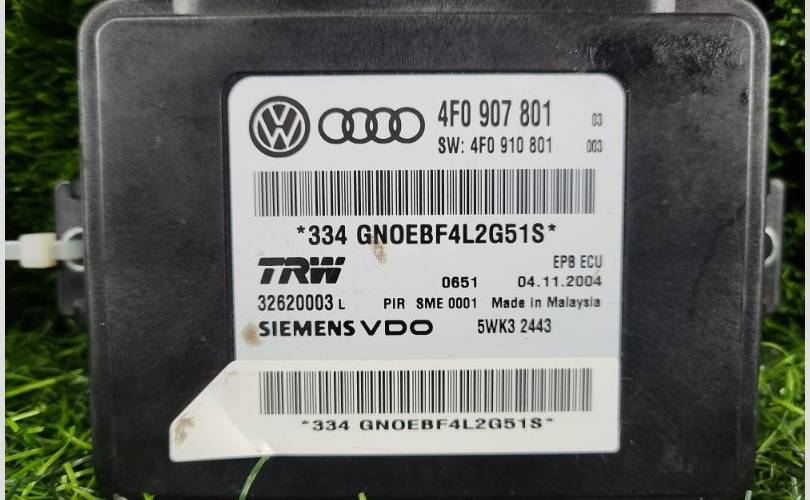 4F0 907 801 03
SW: 4F0 910 801 003
*334 GNOEBF4L2G51S*
TRW EPB ECU
0651 04.11.2004
32620003 L PIR SME 0001 Made in Malaysia
SIEMENS VDO 5WK3 2443
*334 GNOEBF4L2G51S*